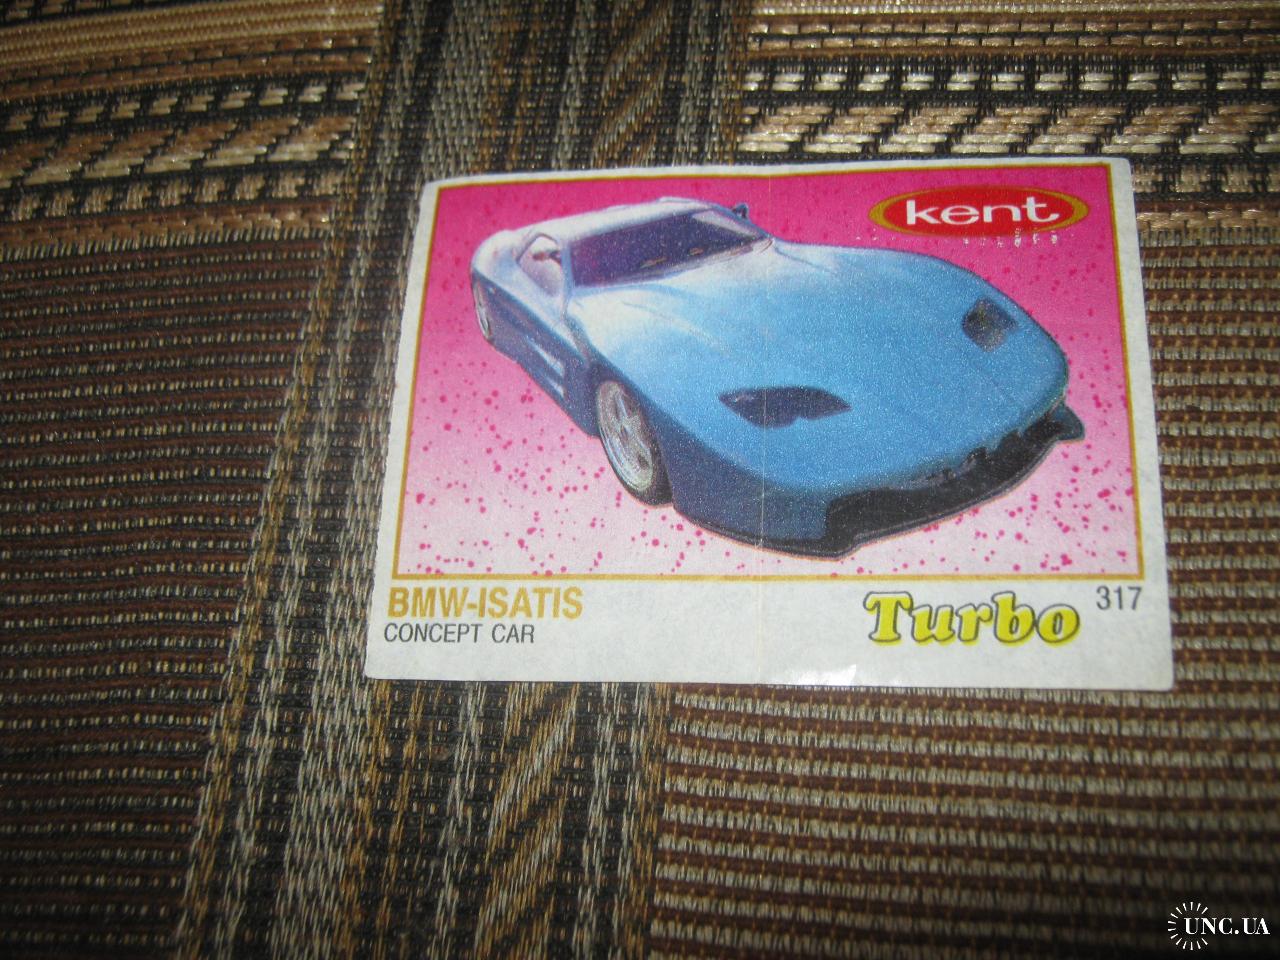 kent
BMW-ISATIS
CONCEPT CAR
Turbo
317
UNC.UA